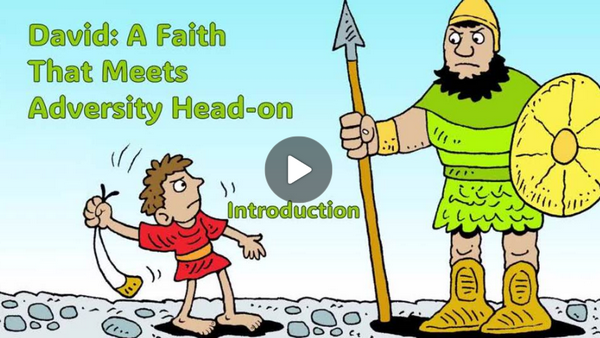 David: A Faith
That Meets
Adversity Head-on
Introduction